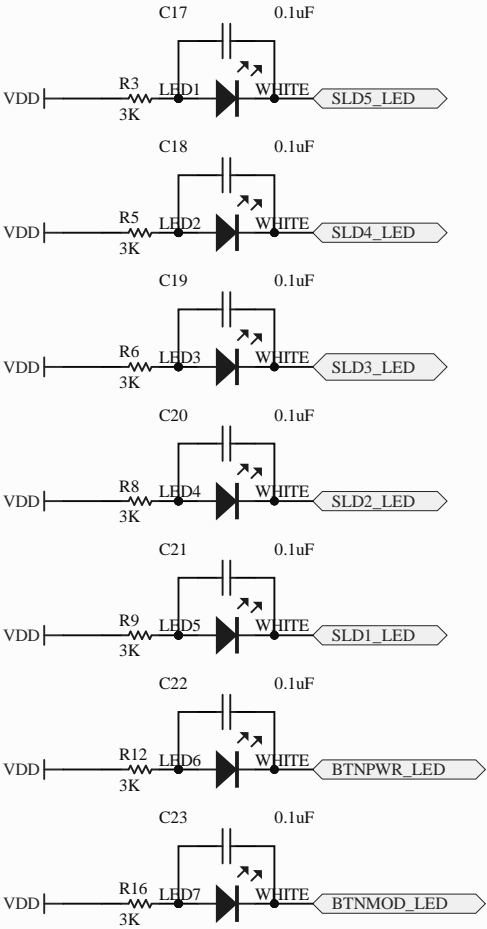 C17 0.1uF
VDD R3 LED1 WHITE SLD5_LED
3K
C18 0.1uF
VDD R5 LED2 WHITE SLD4_LED
3K
C19 0.1uF
VDD R6 LED3 WHITE SLD3_LED
3K
C20 0.1uF
VDD R8 LED4 WHITE SLD2_LED
3K
C21 0.1uF
VDD R9 LED5 WHITE SLD1_LED
3K
C22 0.1uF
VDD R12 LED6 WHITE BTNPWR_LED
3K
C23 0.1uF
VDD R16 LED7 WHITE BTNMOD_LED
3K